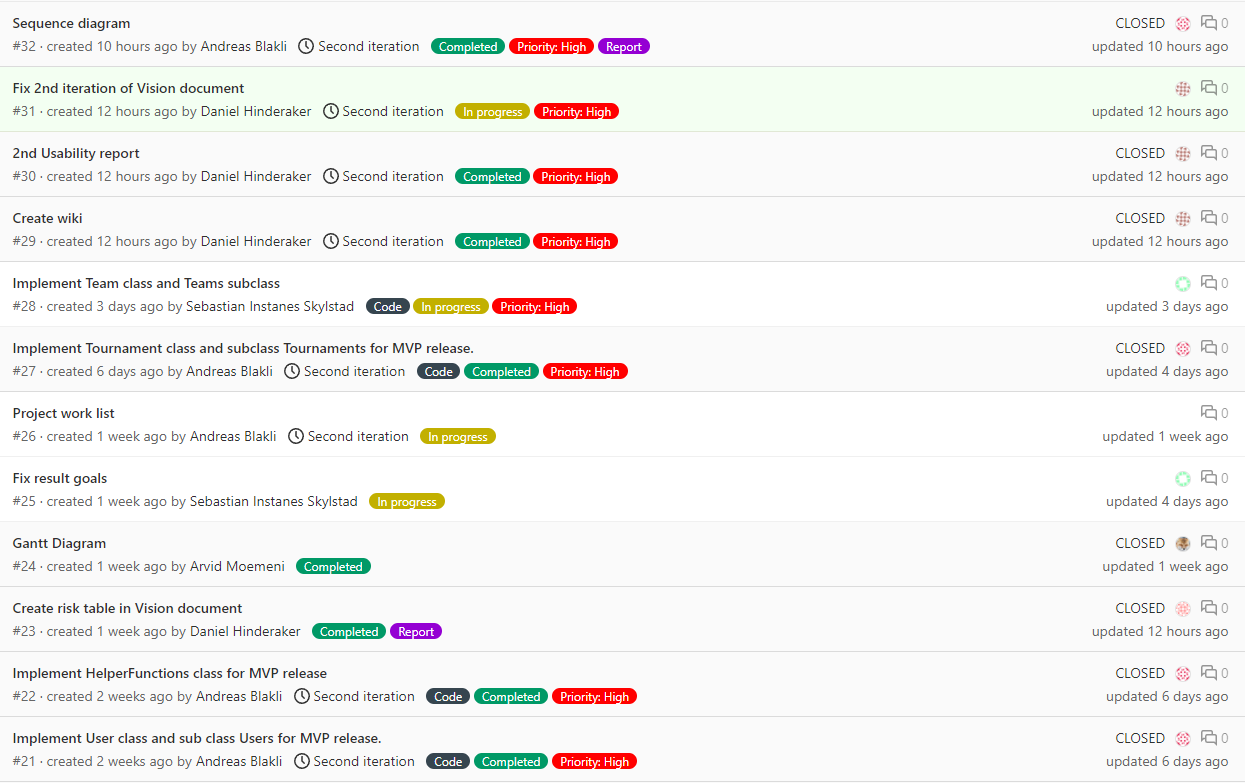 Sequence diagram CLOSED 0
#32 · created 10 hours ago by Andreas Blakli Second iteration Completed Priority: High Report updated 10 hours ago
Fix 2nd iteration of Vision document 0
#31 · created 12 hours ago by Daniel Hinderaker Second iteration In progress Priority: High updated 12 hours ago
2nd Usability report CLOSED 0
#30 · created 12 hours ago by Daniel Hinderaker Second iteration Completed Priority: High updated 12 hours ago
Create wiki CLOSED 0
#29 · created 12 hours ago by Daniel Hinderaker Second iteration Completed Priority: High updated 12 hours ago
Implement Team class and Teams subclass 0
#28 · created 3 days ago by Sebastian Instanes Skylstad Code In progress Priority: High updated 3 days ago
Implement Tournament class and subclass Tournaments for MVP release. CLOSED 0
#27 · created 6 days ago by Andreas Blakli Second iteration Code Completed Priority: High updated 4 days ago
Project work list 0
#26 · created 1 week ago by Andreas Blakli Second iteration In progress updated 1 week ago
Fix result goals 0
#25 · created 1 week ago by Sebastian Instanes Skylstad In progress updated 4 days ago
Gantt Diagram CLOSED 0
#24 · created 1 week ago by Arvid Moemeni Completed updated 1 week ago
Create risk table in Vision document CLOSED 0
#23 · created 1 week ago by Daniel Hinderaker Completed Report updated 12 hours ago
Implement HelperFunctions class for MVP release CLOSED 0
#22 · created 2 weeks ago by Andreas Blakli Second iteration Code Completed Priority: High updated 6 days ago
Implement User class and sub class Users for MVP release. CLOSED 0
#21 · created 2 weeks ago by Andreas Blakli Second iteration Code Completed Priority: High updated 6 days ago